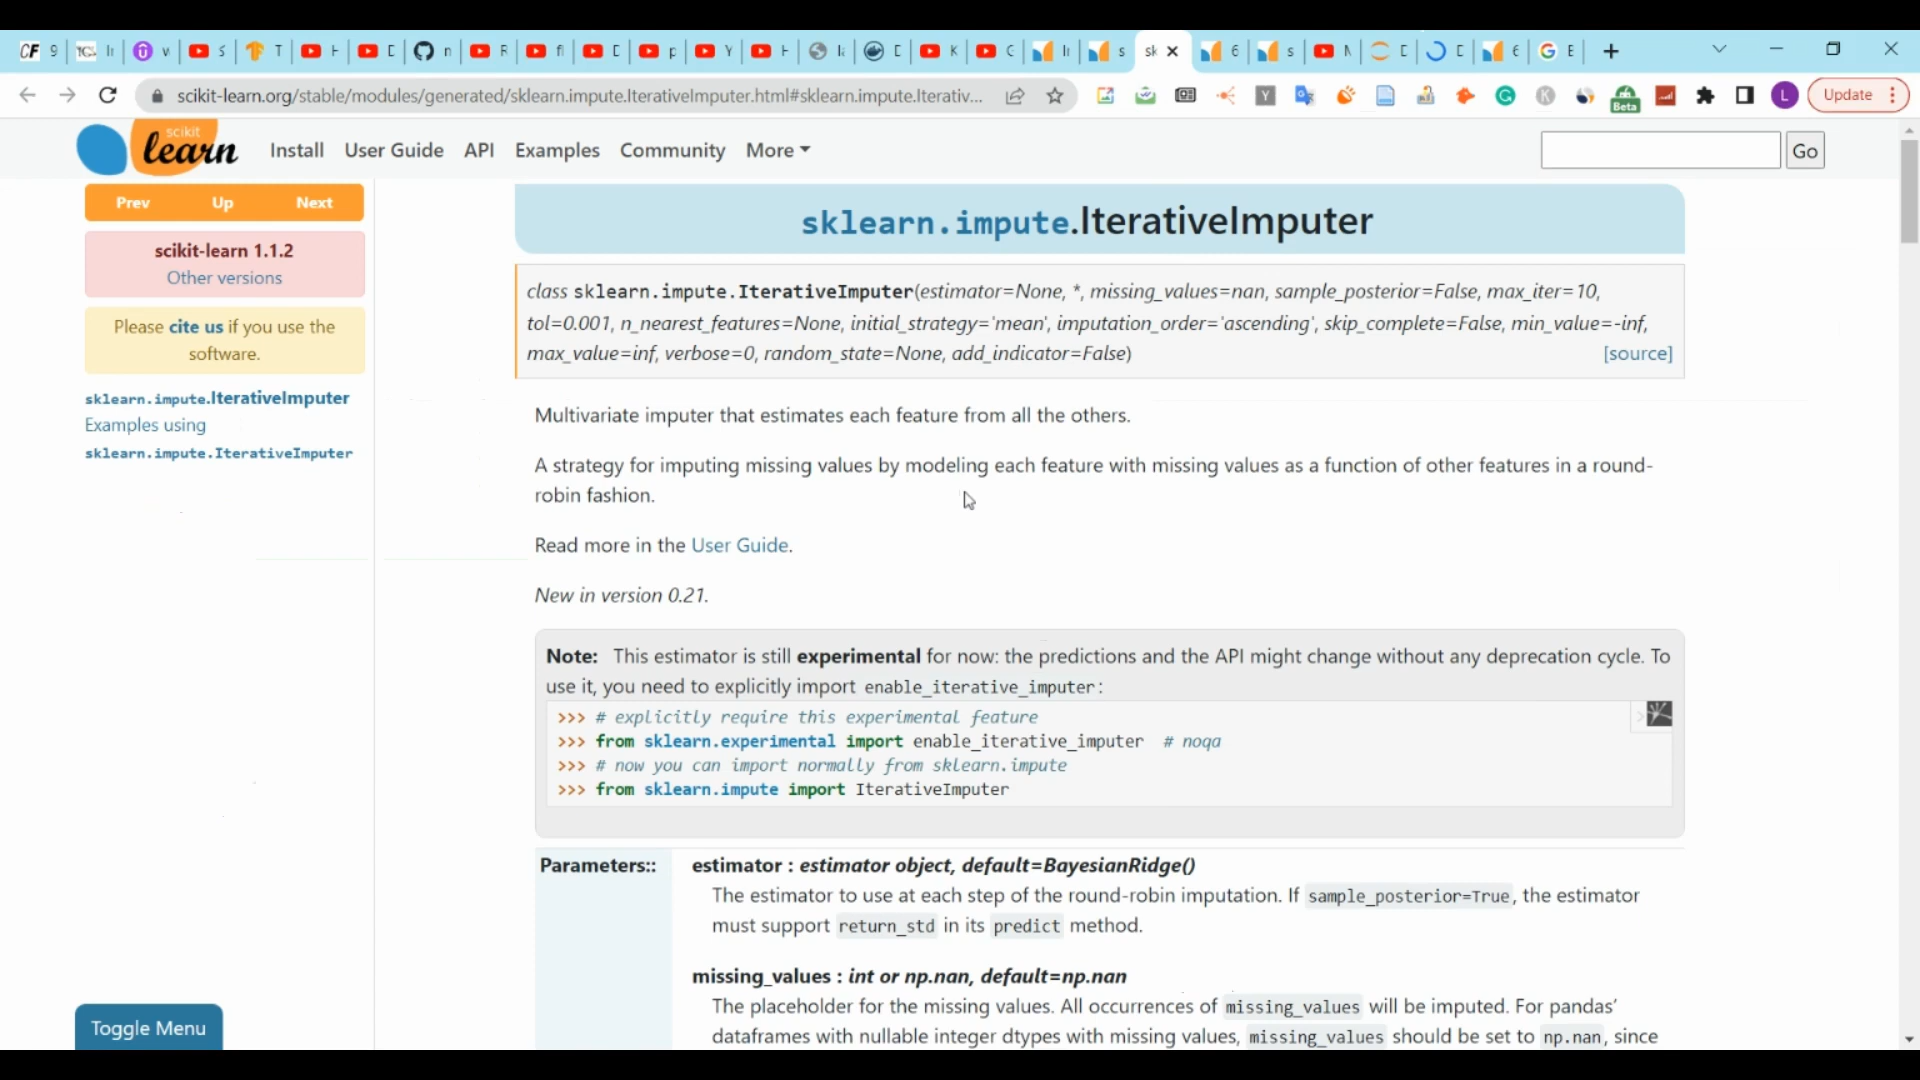 CF 9
T
Y
6
s
sk
6
E
scikit-learn.org/stable/modules/generated/sklearn.impute.IterativeImputer.html#sklearn.impute.Iterativ...
Beta
L
Update
scikit
learn
Install User Guide API Examples Community More
Go
Prev Up Next
scikit-learn 1.1.2
Other versions
Please cite us if you use the
software.
sklearn.impute.IterativeImputer
Examples using
sklearn.impute.IterativeImputer
sklearn.impute.IterativeImputer
class sklearn.impute.IterativeImputer(estimator=None, *, missing_values=nan, sample_posterior=False, max_iter=10,
tol=0.001, n_nearest_features=None, initial_strategy='mean', imputation_order='ascending', skip_complete=False, min_value=-inf,
max_value=inf, verbose=0, random_state=None, add_indicator=False)
[source]
Multivariate imputer that estimates each feature from all the others.
A strategy for imputing missing values by modeling each feature with missing values as a function of other features in a round-
robin fashion.
Read more in the User Guide.
New in version 0.21.
Note: This estimator is still experimental for now: the predictions and the API might change without any deprecation cycle. To
use it, you need to explicitly import enable_iterative_imputer:
>>> # explicitly require this experimental feature
>>> from sklearn.experimental import enable_iterative_imputer # noqa
>>> # now you can import normally from sklearn.impute
>>> from sklearn.impute import IterativeImputer
Parameters::
estimator : estimator object, default=BayesianRidge()
The estimator to use at each step of the round-robin imputation. If sample_posterior=True, the estimator
must support return_std in its predict method.
missing_values : int or np.nan, default=np.nan
The placeholder for the missing values. All occurrences of missing_values will be imputed. For pandas'
dataframes with nullable integer dtypes with missing values, missing_values should be set to np.nan, since
Toggle Menu